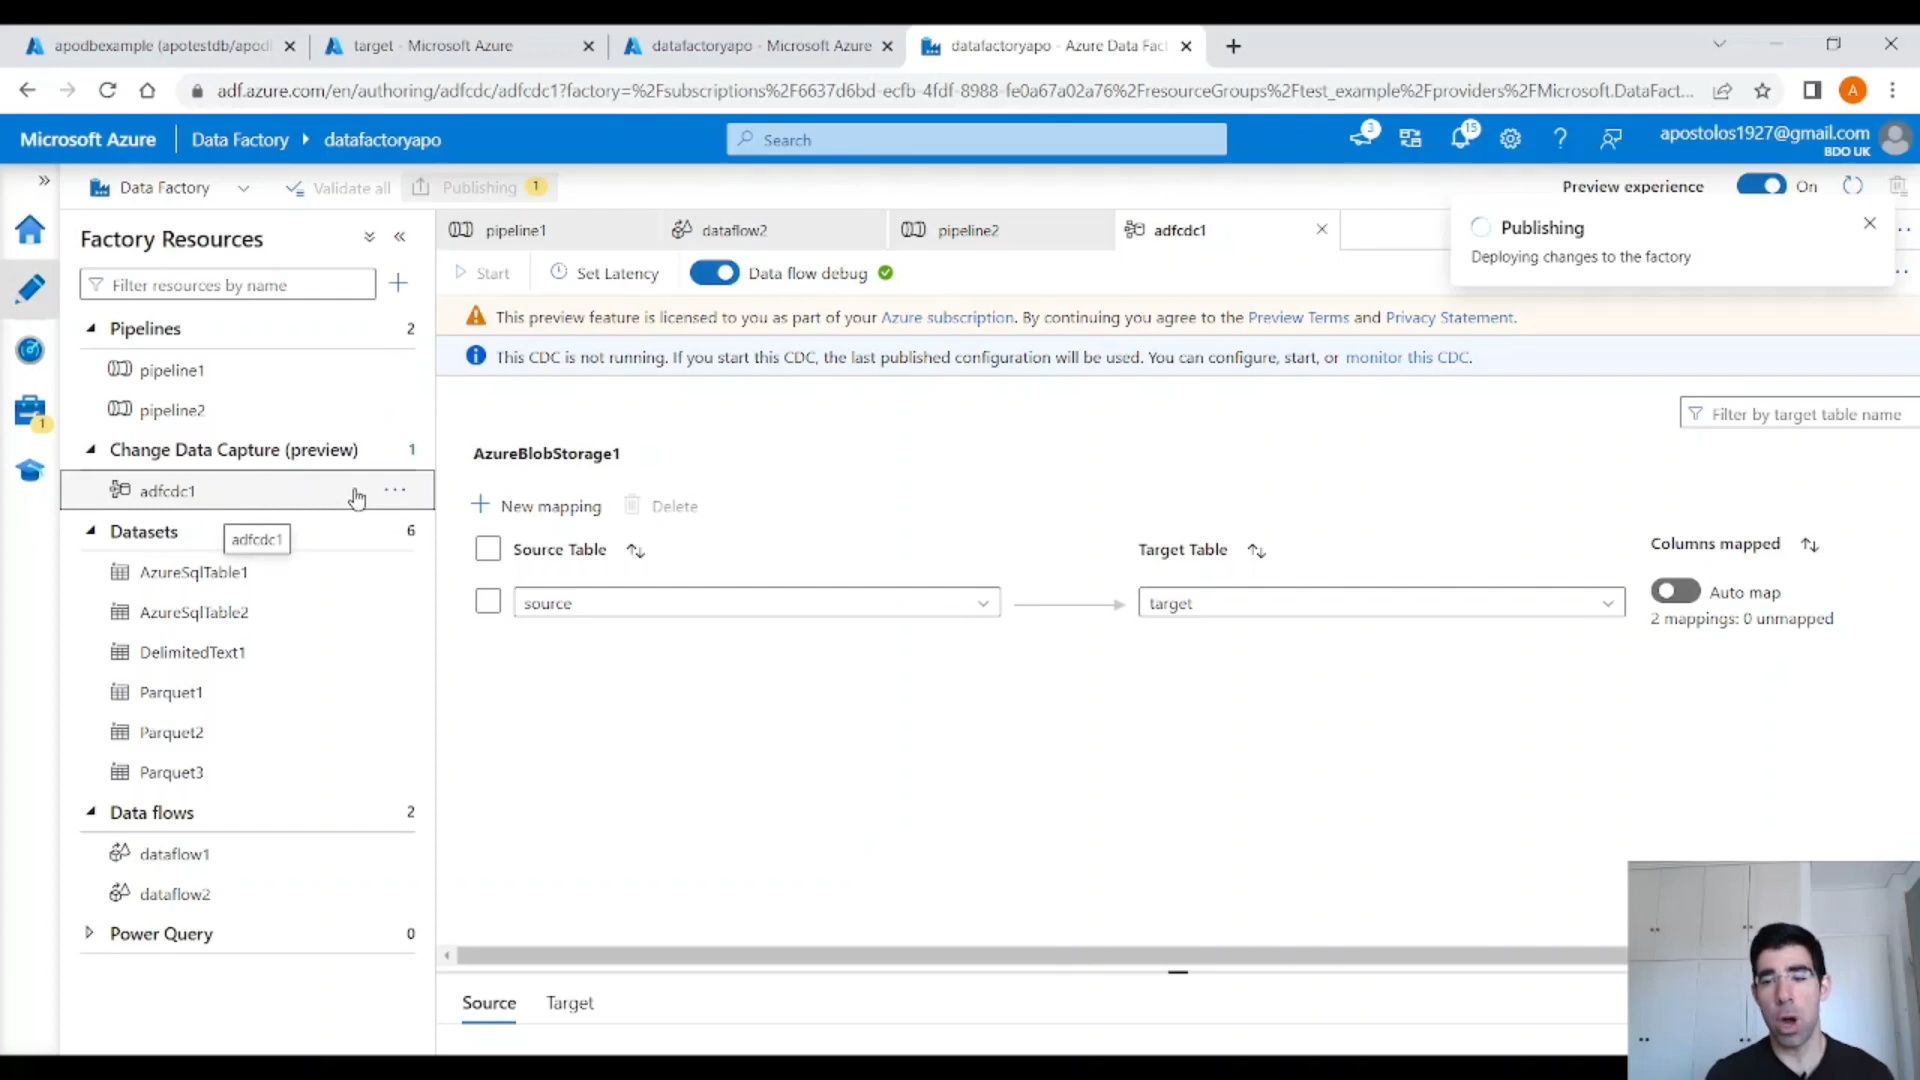 apodbexample (apotestdb/apod
target - Microsoft Azure
datafactoryapo - Microsoft Azure
datafactoryapo - Azure Data Fac
adf.azure.com/en/authoring/adfcdc/adfcdc1?factory=%2Fsubscriptions%2F6637d6bd-ecfb-4fdf-8988-fe0a67a02a76%2FresourceGroups%2Ftest_example%2Fproviders%2FMicrosoft.DataFact...
A
Microsoft Azure
Data Factory
datafactoryapo
Search
3
15
apostolos1927@gmail.com
BDO UK
Data Factory
Validate all
Publishing 1
Preview experience
On
Factory Resources
pipeline1
dataflow2
pipeline2
adfcdc1
Publishing
Deploying changes to the factory
Filter resources by name
Start
Set Latency
Data flow debug
Pipelines 2
This preview feature is licensed to you as part of your Azure subscription. By continuing you agree to the Preview Terms and Privacy Statement.
This CDC is not running. If you start this CDC, the last published configuration will be used. You can configure, start, or monitor this CDC.
pipeline1
pipeline2
1
Filter by target table name
Change Data Capture (preview) 1
AzureBlobStorage1
adfcdc1
New mapping
Delete
Datasets 6
adfcdc1
Source Table
Target Table
Columns mapped
AzureSqlTable1
source
target
Auto map
2 mappings: 0 unmapped
AzureSqlTable2
DelimitedText1
Parquet1
Parquet2
Parquet3
Data flows 2
dataflow1
dataflow2
Power Query 0
Source
Target